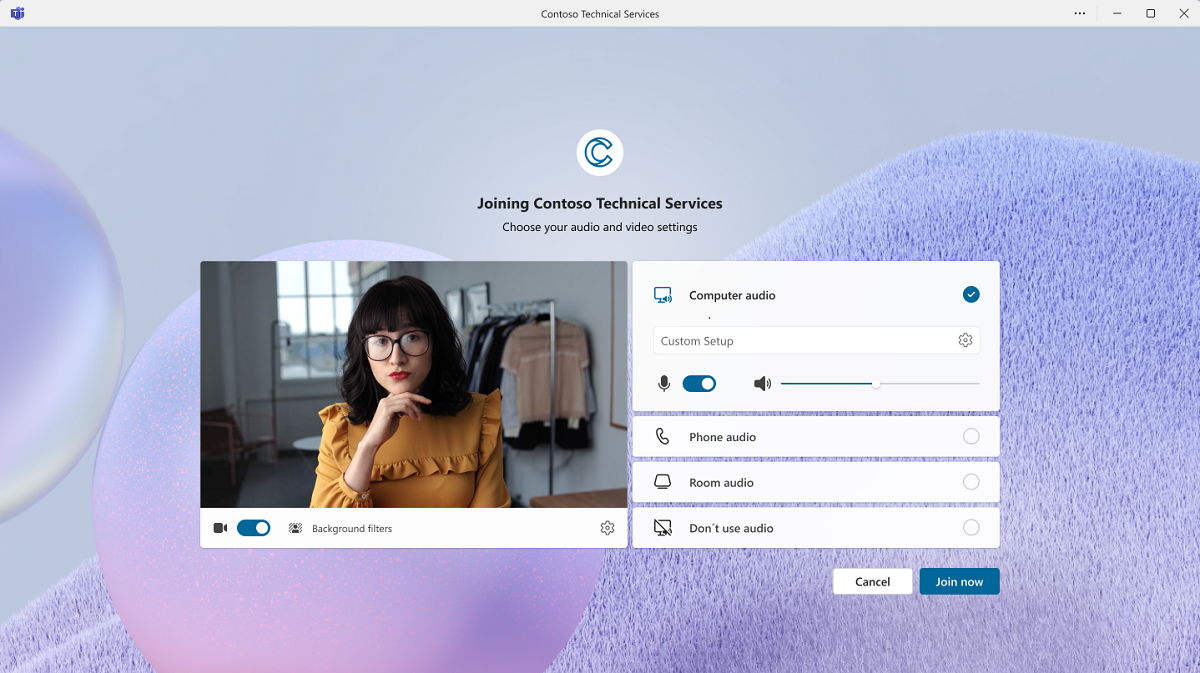 Contoso Technical Services
Joining Contoso Technical Services
Choose your audio and video settings
Computer audio
Custom Setup
Phone audio
Room audio
Don´t use audio
Background filters
Cancel
Join now